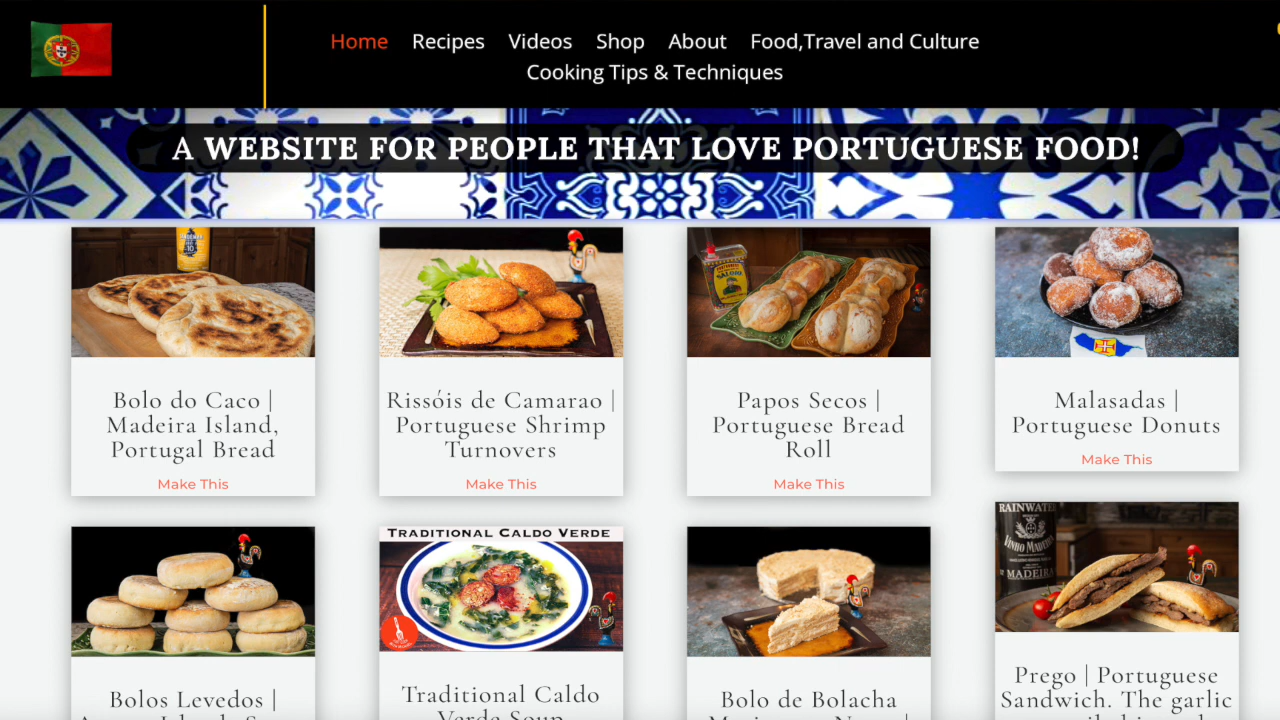 Home Recipes Videos Shop About Food,Travel and Culture
Cooking Tips & Techniques
A WEBSITE FOR PEOPLE THAT LOVE PORTUGUESE FOOD!
Bolo do Caco |
Madeira Island,
Portugal Bread
Make This
Rissóis de Camarao |
Portuguese Shrimp
Turnovers
Make This
Papos Secos |
Portuguese Bread
Roll
Make This
Malasadas |
Portuguese Donuts
Make This
Bolos Levedos |
TRADITIONAL CALDO VERDE
Traditional Caldo
Verde Soup
Bolo de Bolacha
RAINWATER
VINHO MADEIRA
MADEIRA
Prego | Portuguese
Sandwich. The garlic